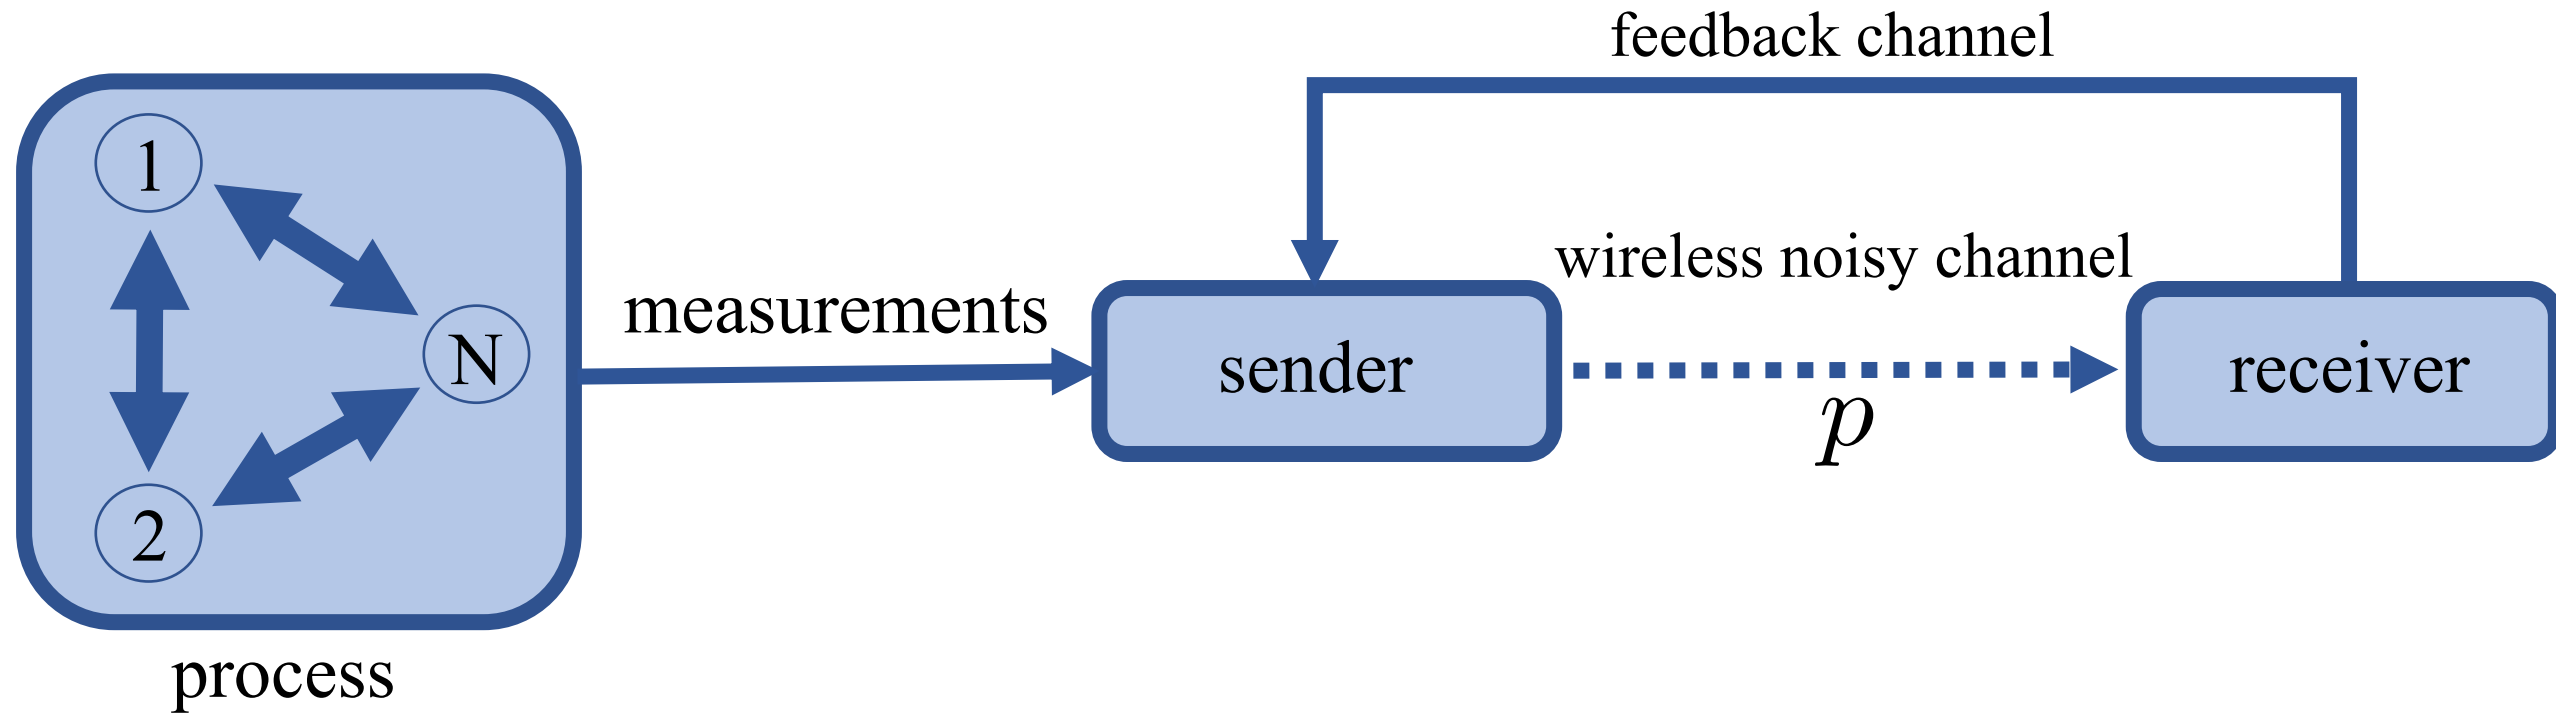 feedback channel
1
wireless noisy channel
measurements
N
sender
receiver
p
2
process